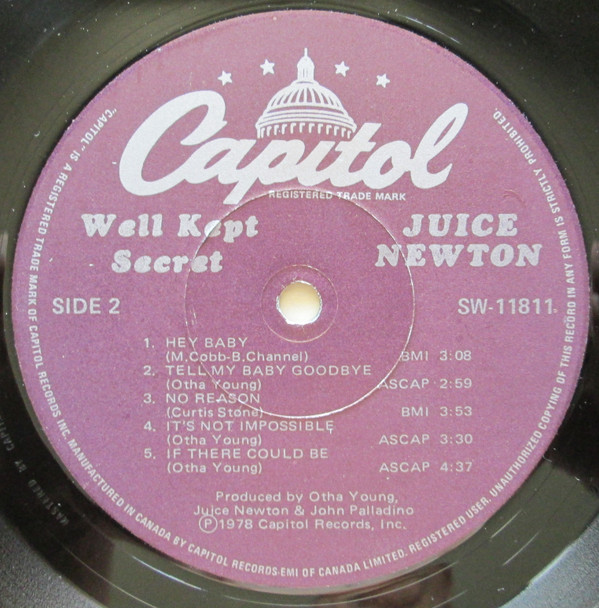 Capitol
REGISTERED TRADE MARK
Well Kept
Secret
JUICE
NEWTON
SIDE 2
SW-11811
1. HEY BABY
(M.Cobb-B.Channel) BMI 3:08
2. TELL MY BABY GOODBYE
(Otha Young) ASCAP 2:59
3. NO REASON
(Curtis Stone) BMI 3:53
4. IT'S NOT IMPOSSIBLE
(Otha Young) ASCAP 3:30
5. IF THERE COULD BE
(Otha Young) ASCAP 4:37
Produced by Otha Young,
Juice Newton & John Palladino
Ⓟ1978 Capitol Records, Inc.
"CAPITOL" IS A REGISTERED TRADE MARK OF CAPITOL RECORDS INC. MANUFACTURED IN CANADA BY CAPITOL RECORDS-EMI OF CANADA LIMITED. REGISTERED USER. UNAUTHORIZED COPYING OF THIS RECORD IN ANY FORM IS STRICTLY PROHIBITED.
MASTERED BY